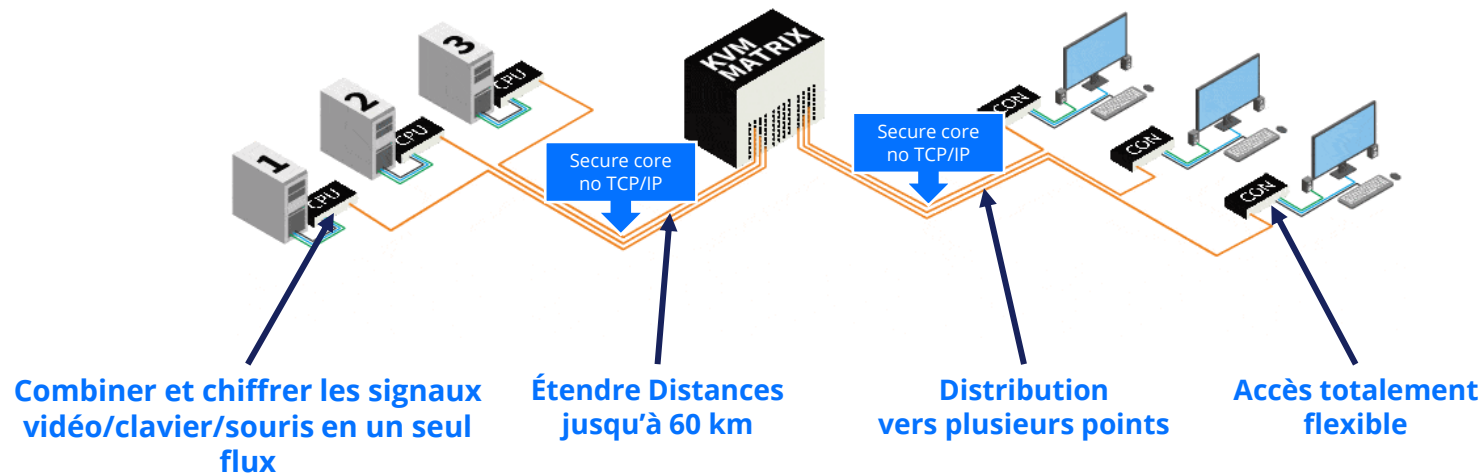 3
CPU
2
CPU
1
CPU
KVM
MATRIX
Secure core
no TCP/IP
Secure core
no TCP/IP
CON
CON
CON
Combiner et chiffrer les signaux
vidéo/clavier/souris en un seul
flux
Étendre Distances
jusqu’à 60 km
Distribution
vers plusieurs points
Accès totalement
flexible